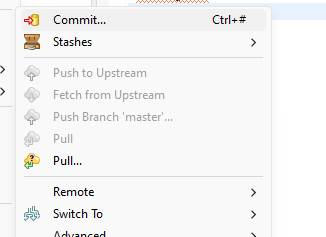 Commit... Ctrl+#
Stashes
Push to Upstream
Fetch from Upstream
Push Branch 'master'...
Pull
Pull...
Remote
Switch To
Advanced